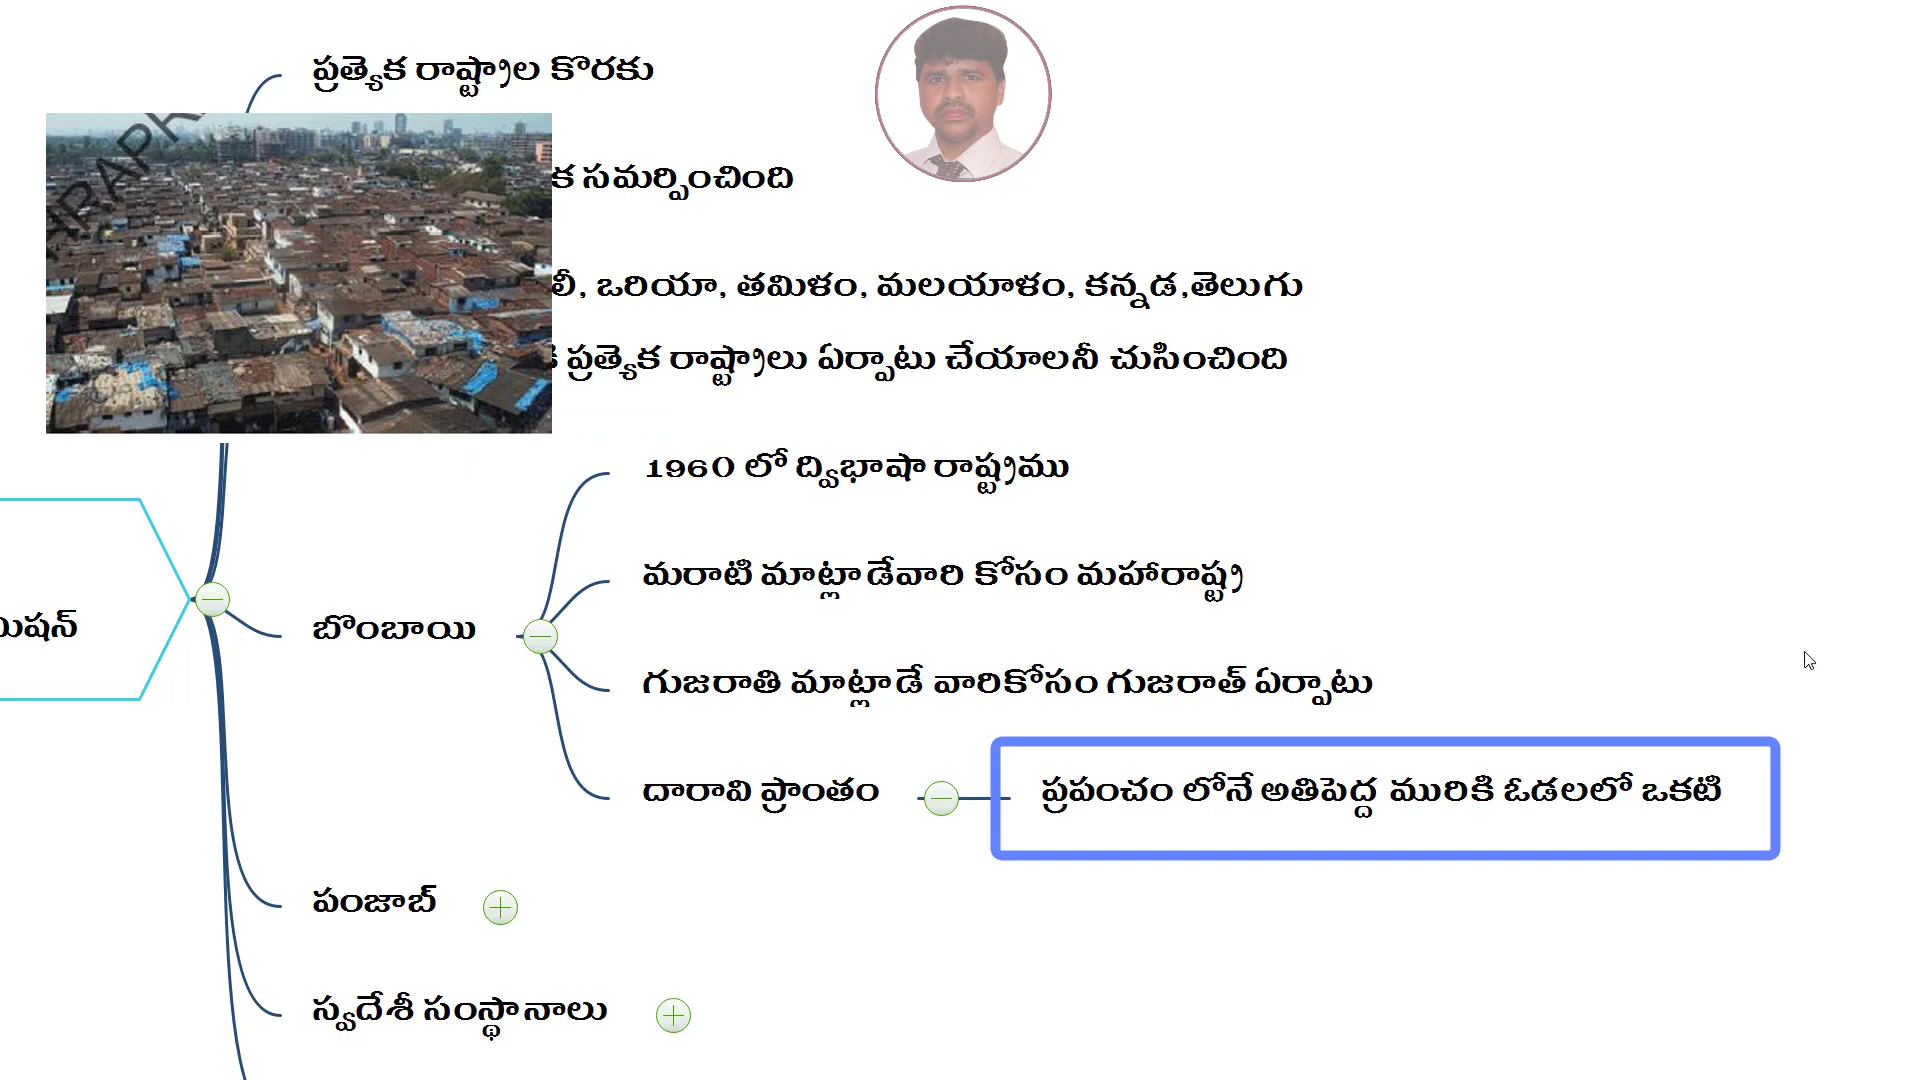 ప్రత్యేక రాష్ట్రాల కొరకు
క సమర్పించింది
లీ, ఒరియా, తమిళం, మలయాళం, కన్నడ,తెలుగు
ప్రత్యేక రాష్ట్రాలు ఏర్పాటు చేయాలనీ చుసించింది
1960 లో ద్విభాషా రాష్ట్రము
మరాటి మాట్లాడేవారి కోసం మహారాష్ట్ర
మిషన్
బొంబాయి
గుజరాతి మాట్లాడే వారికోసం గుజరాత్ ఏర్పాటు
దారావి ప్రాంతం
ప్రపంచం లోనే అతిపెద్ద మురికి ఓడలలో ఒకటి
పంజాబ్
స్వదేశీ సంస్థానాలు